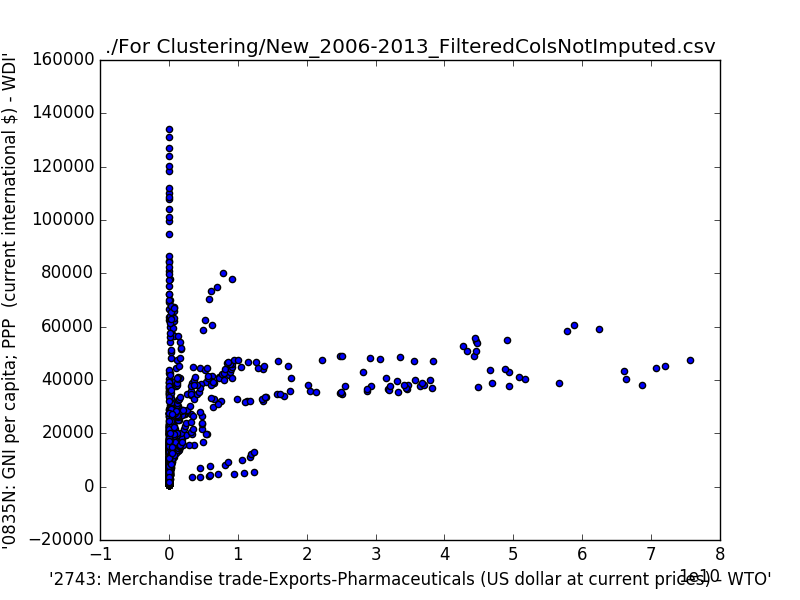 ./For Clustering/New_2006-2013_FilteredColsNotImputed.csv
160000
140000
120000
100000
80000
60000
40000
20000
0
−20000
'0835N: GNI per capita; PPP  (current international $) - WDI'
−1 0 1 2 3 4 5 6 7 8
1e10
'2743: Merchandise trade-Exports-Pharmaceuticals (US dollar at current prices) - WTO'